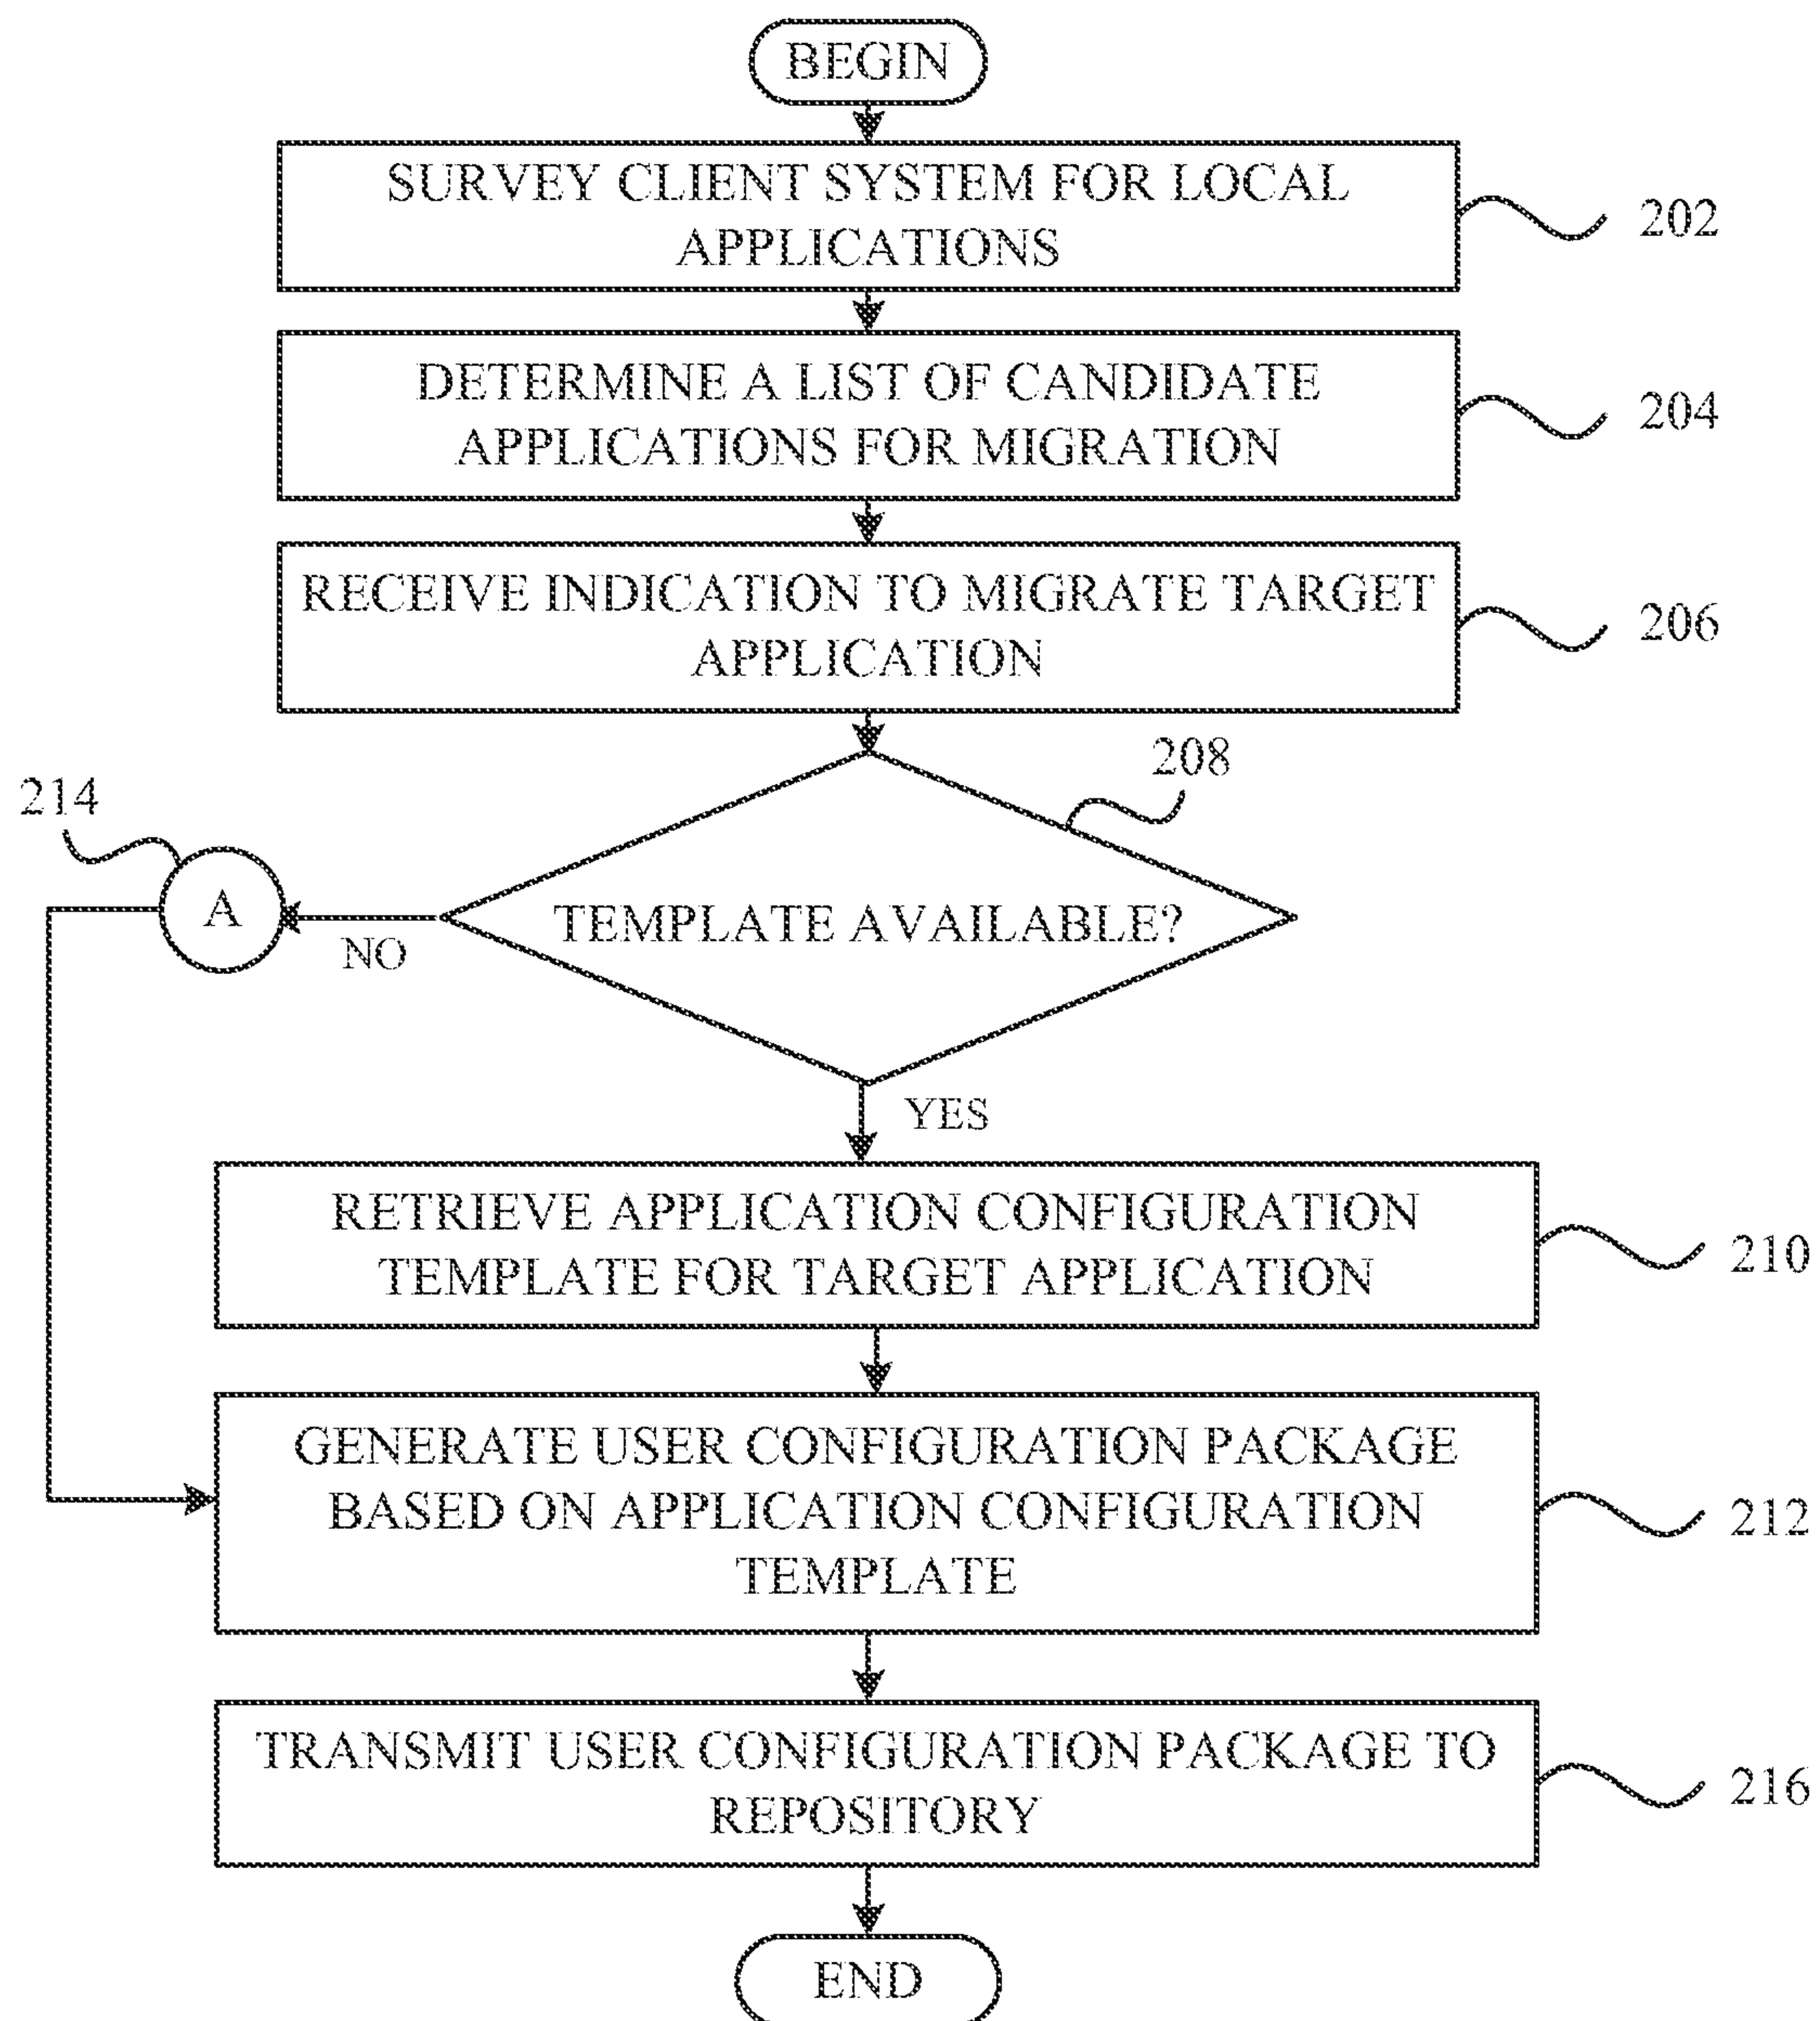 BEGIN
SURVEY CLIENT SYSTEM FOR LOCAL
APPLICATIONS
202
DETERMINE A LIST OF CANDIDATE
APPLICATIONS FOR MIGRATION
204
RECEIVE INDICATION TO MIGRATE TARGET
APPLICATION
206
208
214
A
NO
TEMPLATE AVAILABLE?
YES
RETRIEVE APPLICATION CONFIGURATION
TEMPLATE FOR TARGET APPLICATION
210
GENERATE USER CONFIGURATION PACKAGE
BASED ON APPLICATION CONFIGURATION
TEMPLATE
212
TRANSMIT USER CONFIGURATION PACKAGE TO
REPOSITORY
216
END